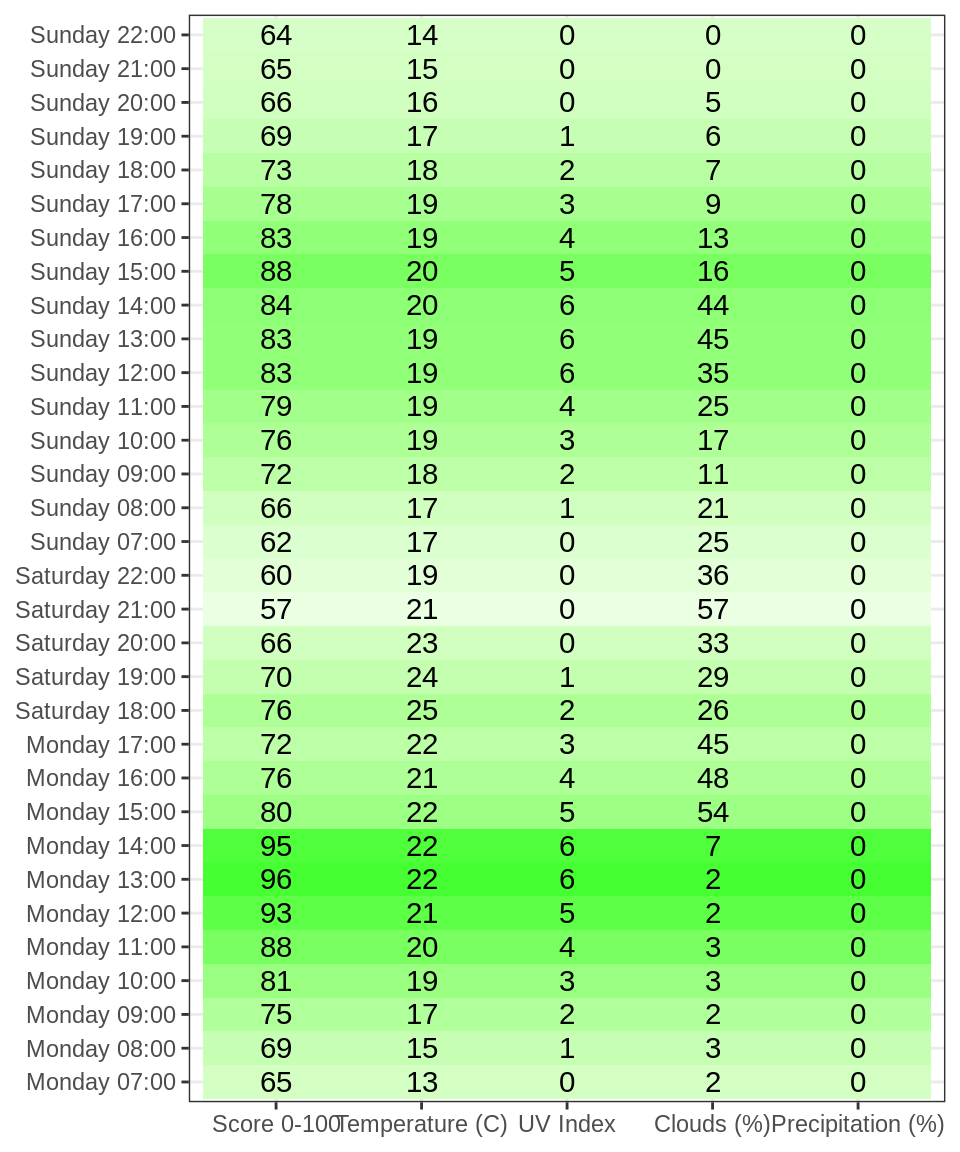 Sunday 22:00 64 14 0 0 0
Sunday 21:00 65 15 0 0 0
Sunday 20:00 66 16 0 5 0
Sunday 19:00 69 17 1 6 0
Sunday 18:00 73 18 2 7 0
Sunday 17:00 78 19 3 9 0
Sunday 16:00 83 19 4 13 0
Sunday 15:00 88 20 5 16 0
Sunday 14:00 84 20 6 44 0
Sunday 13:00 83 19 6 45 0
Sunday 12:00 83 19 6 35 0
Sunday 11:00 79 19 4 25 0
Sunday 10:00 76 19 3 17 0
Sunday 09:00 72 18 2 11 0
Sunday 08:00 66 17 1 21 0
Sunday 07:00 62 17 0 25 0
Saturday 22:00 60 19 0 36 0
Saturday 21:00 57 21 0 57 0
Saturday 20:00 66 23 0 33 0
Saturday 19:00 70 24 1 29 0
Saturday 18:00 76 25 2 26 0
Monday 17:00 72 22 3 45 0
Monday 16:00 76 21 4 48 0
Monday 15:00 80 22 5 54 0
Monday 14:00 95 22 6 7 0
Monday 13:00 96 22 6 2 0
Monday 12:00 93 21 5 2 0
Monday 11:00 88 20 4 3 0
Monday 10:00 81 19 3 3 0
Monday 09:00 75 17 2 2 0
Monday 08:00 69 15 1 3 0
Monday 07:00 65 13 0 2 0
Score 0-100 Temperature (C) UV Index Clouds (%) Precipitation (%)